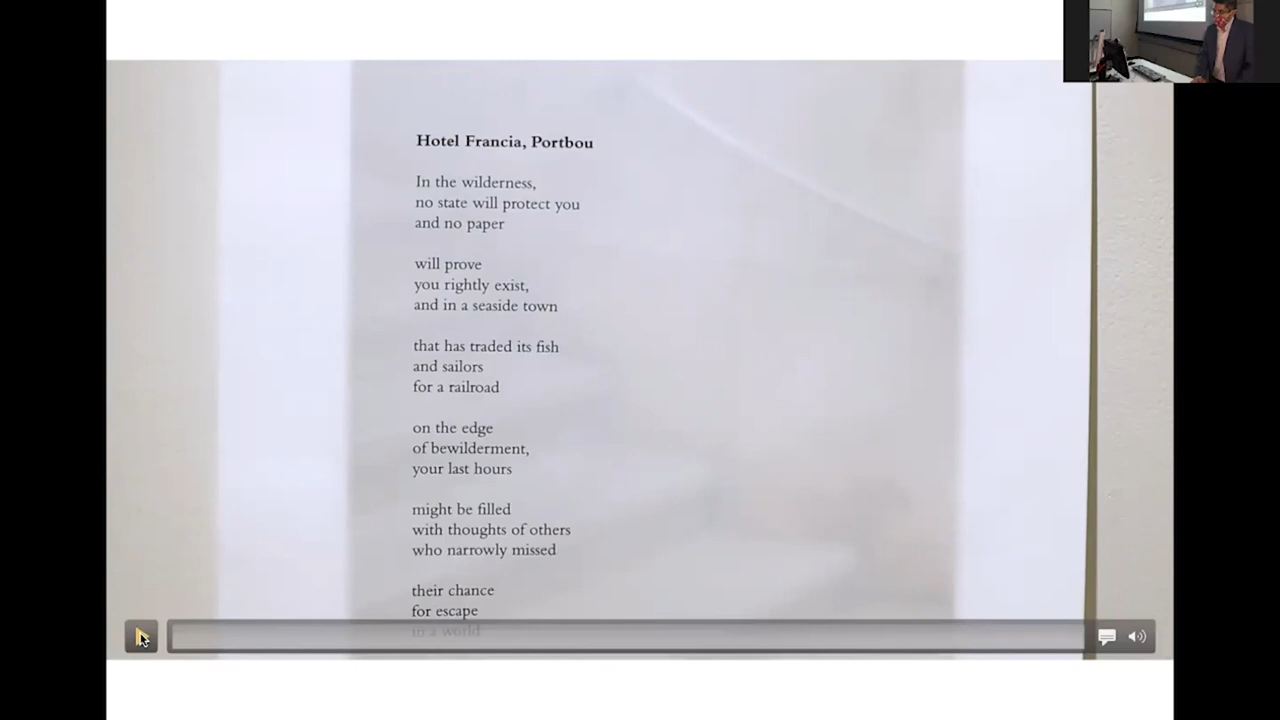 Hotel Francia, Portbou
In the wilderness,
no state will protect you
and no paper
will prove
you rightly exist,
and in a seaside town
that has traded its fish
and sailors
for a railroad
on the edge
of bewilderment,
your last hours
might be filled
with thoughts of others
who narrowly missed
their chance
for escape
in a world